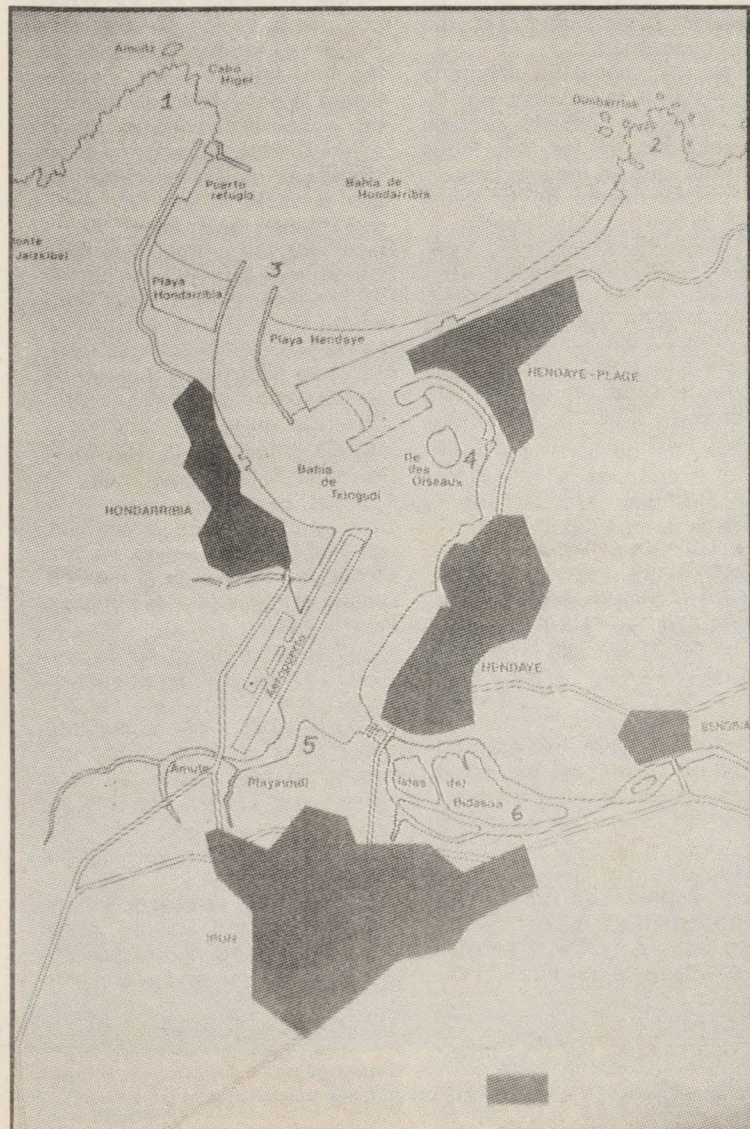 Amuitz
Cabo
Higer
1
Dunbarriak
2
Puerto
refugio
Bahía de
Hondarribia
Monte
Jaizkibel
3
Playa
Hondarribia
Playa Hendaye
HENDAYE-PLAGE
Bahía
de
Txingudi
Ile
des
Oiseaux
4
HONDARRIBIA
Aeropuerto
HENDAYE
5
Amute
Playaundi
Islas del
Bidasoa
6
IRUN